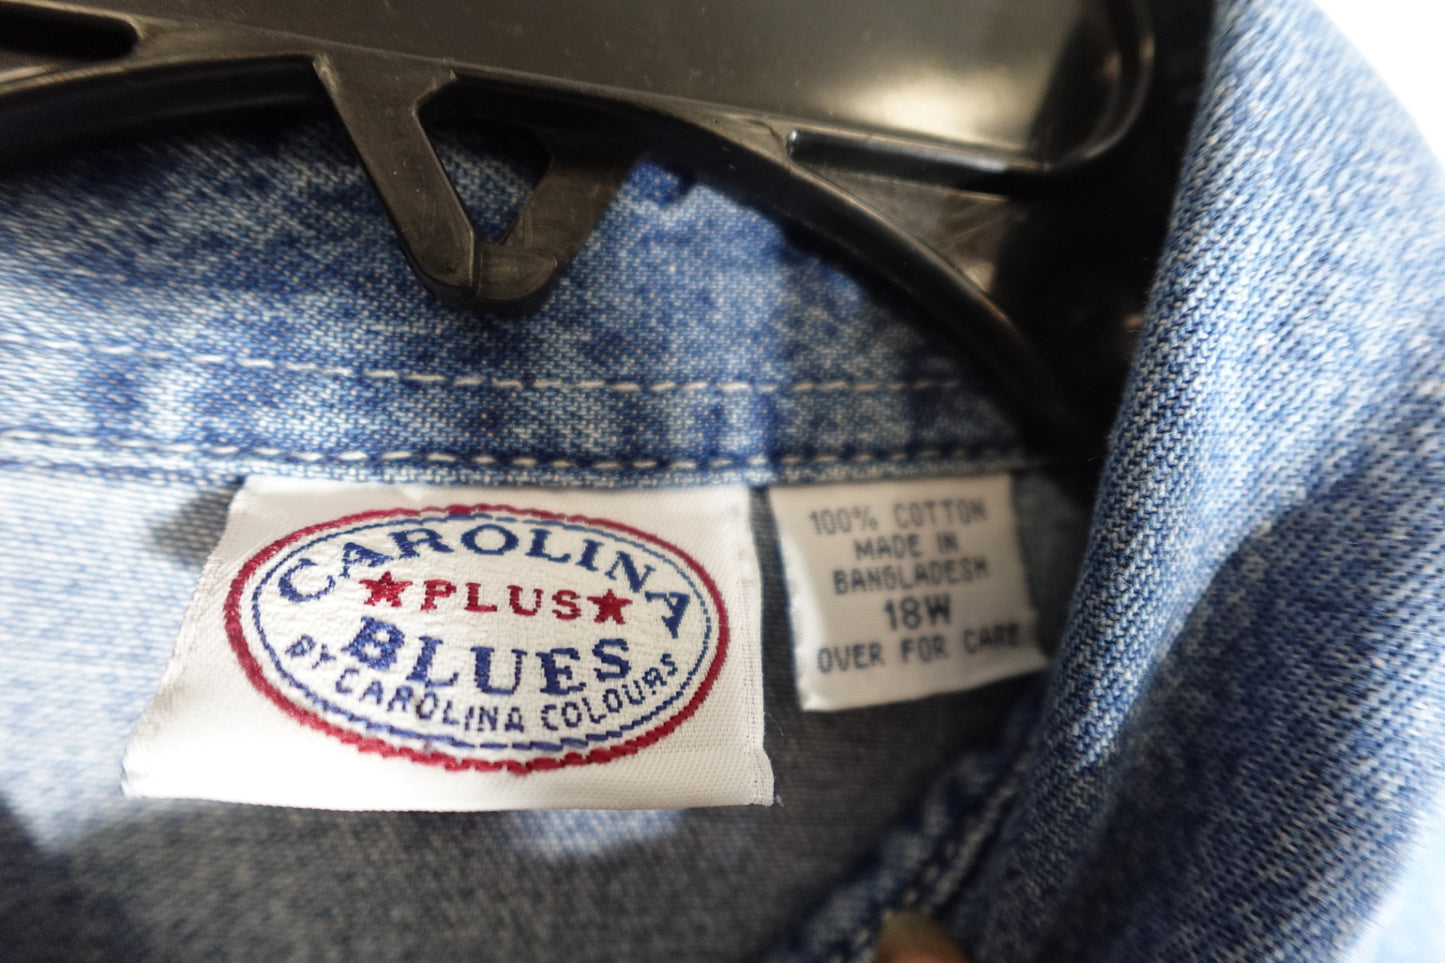 CAROLINA
★PLUS★
BLUES
BY CAROLINA COLOURS
100% COTTON
MADE IN
BANGLADESH
18W
OVER FOR CARE